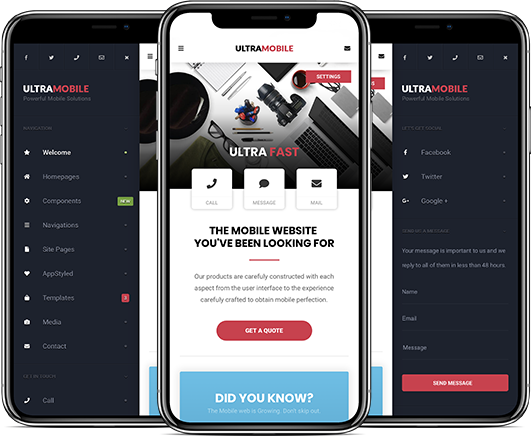 ULTRAMOBILE
Powerful Mobile Solutions
NAVIGATION
Welcome
Homepages
Components
NEW
Navigations
Site Pages
AppStyled
Templates
3
Media
Contact
LET'S CHAT
Call
ULTRAMOBILE
SETTINGS
ULTRA FAST
CALL
MESSAGE
MAIL
THE MOBILE WEBSITE
YOU'VE BEEN LOOKING FOR
Our products are carefuly constructed with each
aspect from the user interface to the experience
carefuly crafted to obtain mobile perfection.
GET A QUOTE
DID YOU KNOW?
The Mobile web is Growing. Don't skip out.
ULTRAMOBILE
Powerful Mobile Solutions
LET'S GET SOCIAL
Facebook
Twitter
Google +
SEND US A MESSAGE
Your message is important to us and we
reply to all of them in less than 48 hours
Name
Email
Message
SEND MESSAGE